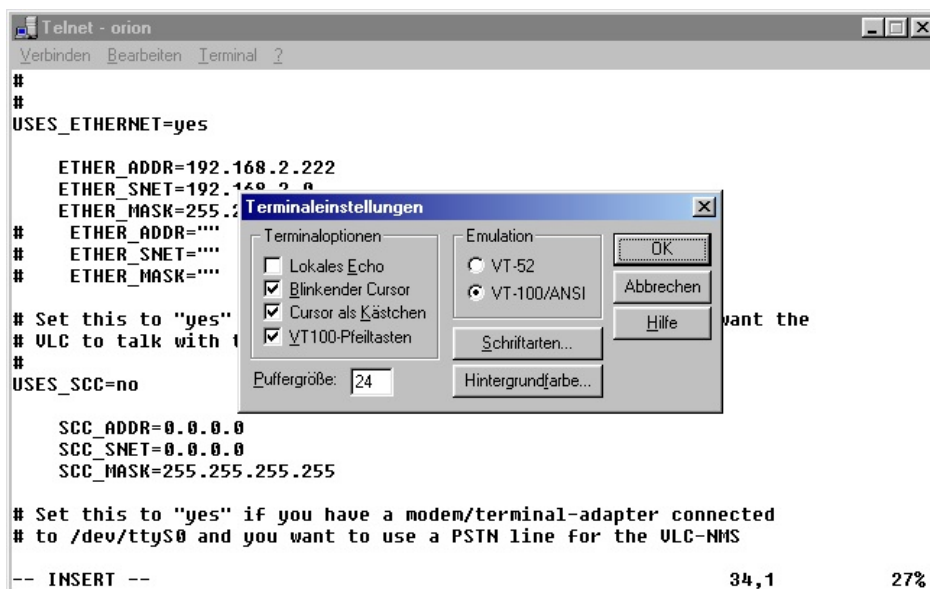 Telnet - orion
Verbinden Bearbeiten Terminal ?
#
#
USES_ETHERNET=yes
ETHER_ADDR=192.168.2.222
ETHER_SNET=192.168.2.0
ETHER_MASK=255.2
# ETHER_ADDR=""
# ETHER_SNET=""
# ETHER_MASK=""
# Set this to "yes" want the
# VLC to talk with t
#
USES_SCC=no
SCC_ADDR=0.0.0.0
SCC_SNET=0.0.0.0
SCC_MASK=255.255.255.255
# Set this to "yes" if you have a modem/terminal-adapter connected
# to /dev/ttyS0 and you want to use a PSTN line for the VLC-NMS
-- INSERT -- 34,1 27%
Terminaleinstellungen
Terminaloptionen
Lokales Echo
Blinkender Cursor
Cursor als Kästchen
VT100-Pfeiltasten
Puffergröße: 24
Emulation
VT-52
VT-100/ANSI
Schriftarten...
Hintergrundfarbe...
OK
Abbrechen
Hilfe